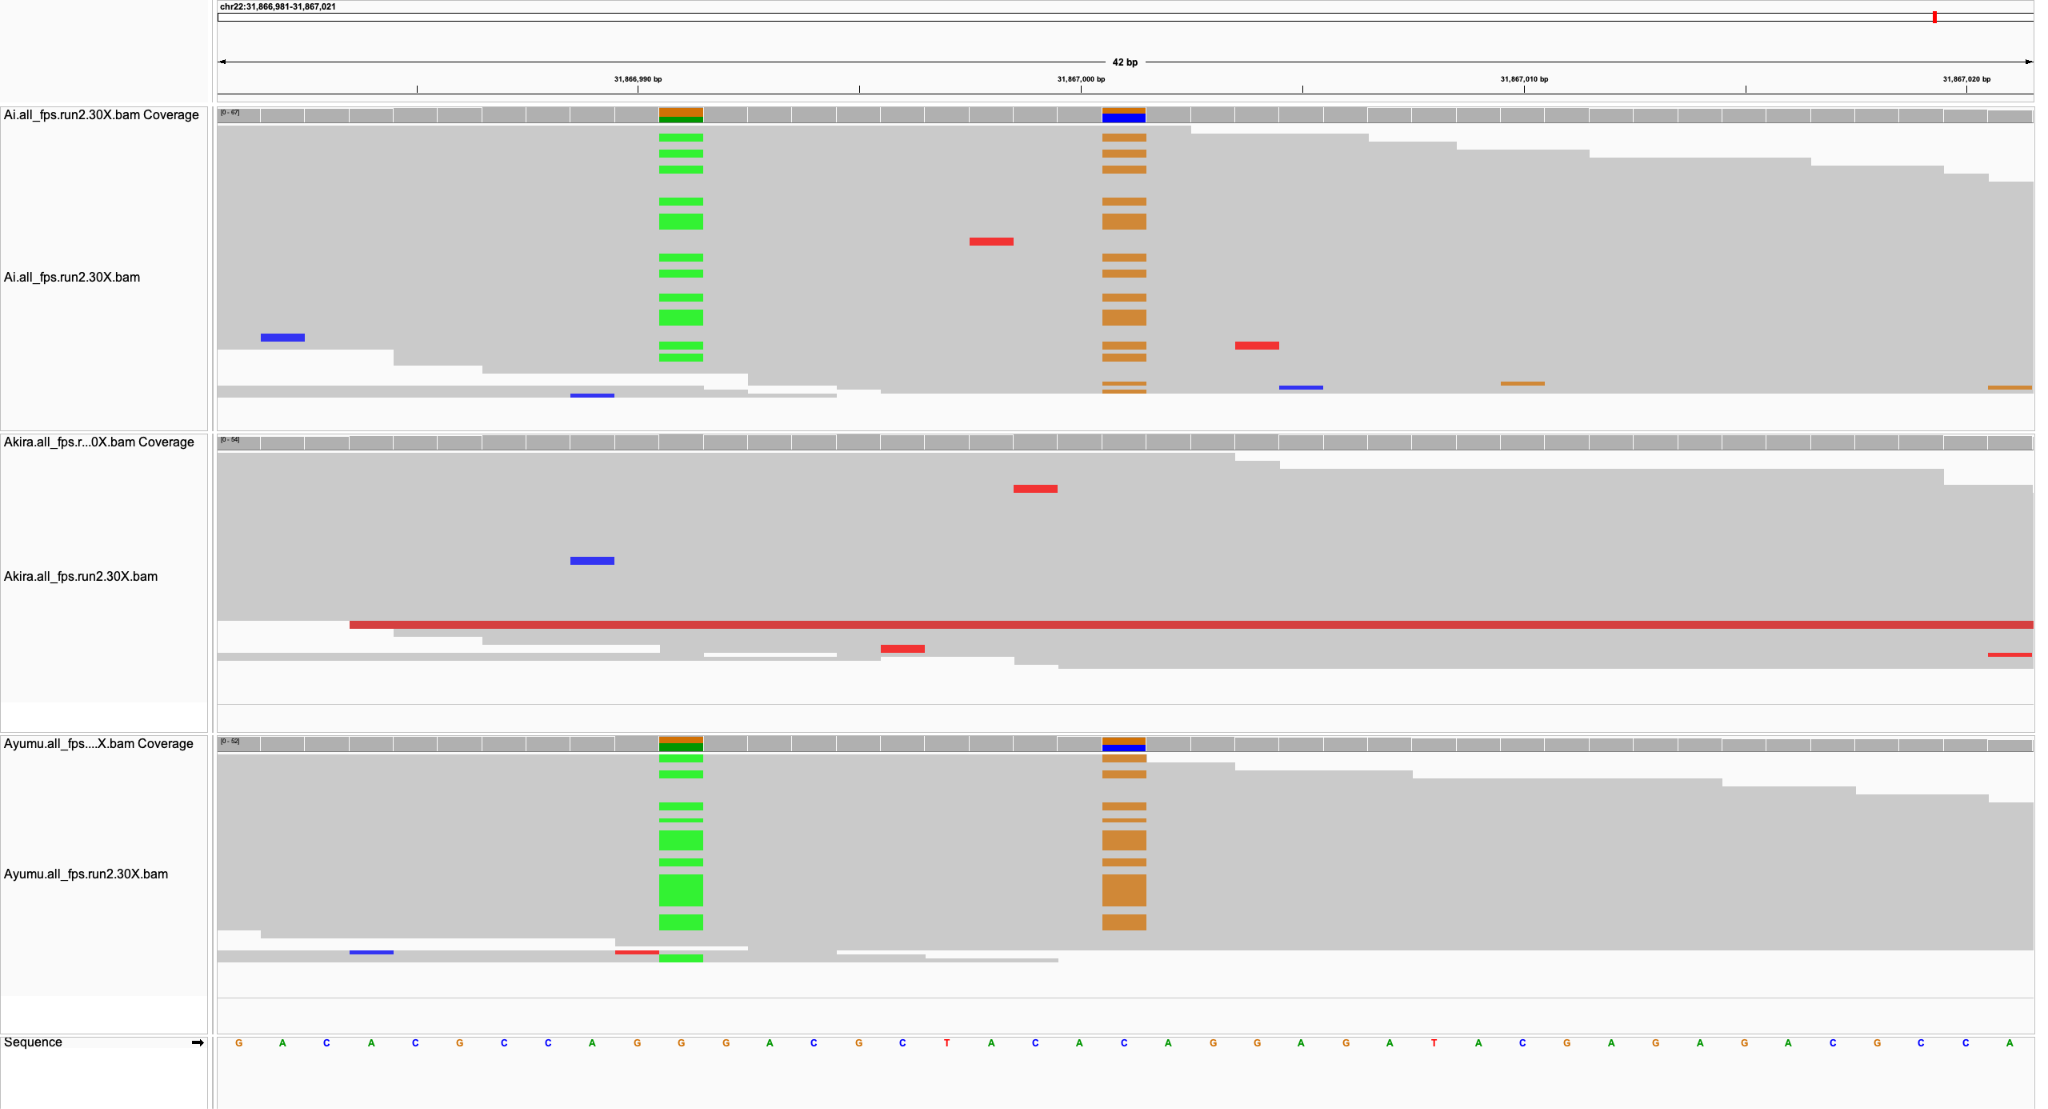 chr22:31,866,981-31,867,021
42 bp
31,866,990 bp 31,867,000 bp 31,867,010 bp 31,867,020 bp
Ai.all_fps.run2.30X.bam Coverage
[0 - 67]
Ai.all_fps.run2.30X.bam
Akira.all_fps.r...0X.bam Coverage
[0 - 54]
Akira.all_fps.run2.30X.bam
Ayumu.all_fps....X.bam Coverage
[0 - 52]
Ayumu.all_fps.run2.30X.bam
Sequence G A C A C G C C A G G G A C G C T A C A C A G G A G A T A C G A G A G A C G C C A